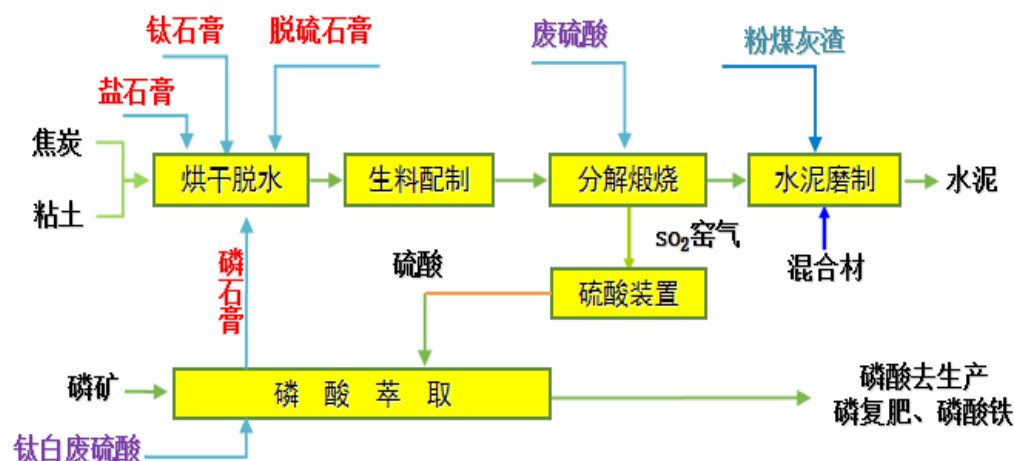 钛石膏
脱硫石膏
废硫酸
粉煤灰渣
盐石膏
焦炭
烘干脱水
生料配制
分解煅烧
水泥磨制
水泥
粘土
磷石膏
硫酸
SO₂窑气
混合材
硫酸装置
磷矿
磷酸萃取
磷酸去生产
磷复肥、磷酸铁
钛白废硫酸